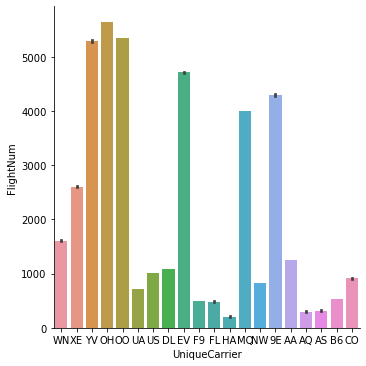 FlightNum
5000
4000
3000
2000
1000
0
WN XE YV OH OO UA US DL EV F9 FL HA MQ NW 9E AA AQ AS B6 CO
UniqueCarrier